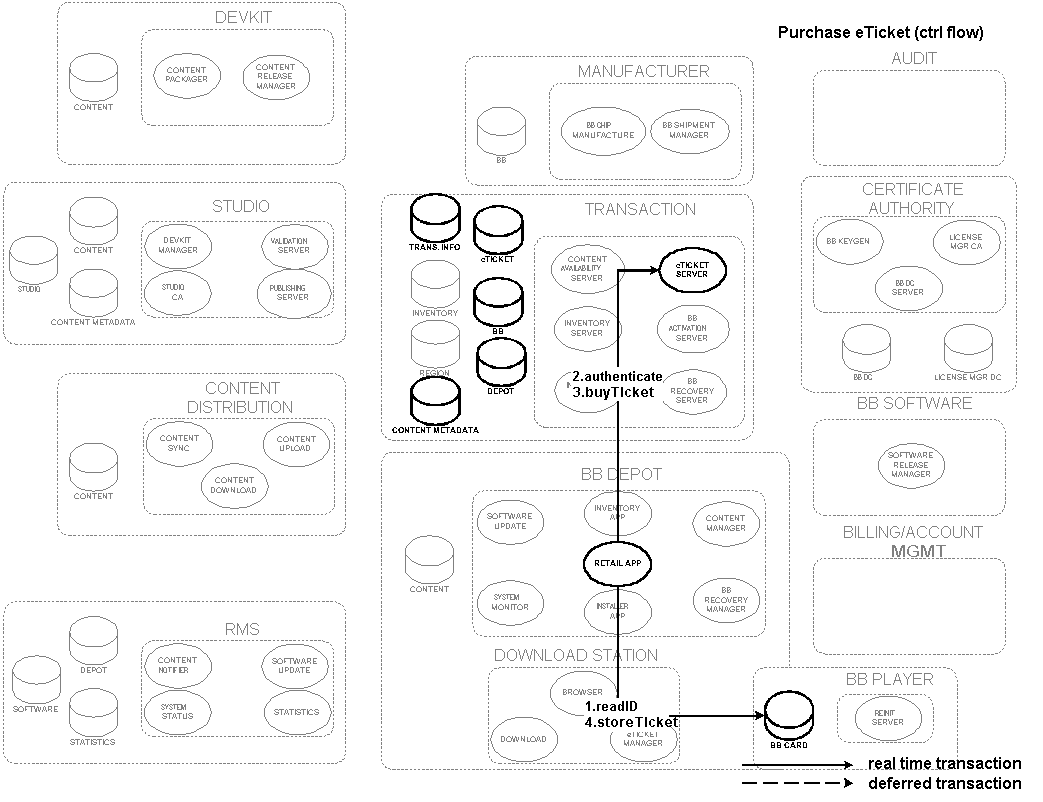 DEVKIT
CONTENT
CONTENT
PACKAGER
CONTENT
RELEASE
MANAGER
Purchase eTicket (ctrl flow)
MANUFACTURER
BB
BB CHIP
MANUFACTURE
BB SHIPMENT
MANAGER
AUDIT
STUDIO
STUDIO
CONTENT
CONTENT METADATA
DEVKIT
MANAGER
VALIDATION
SERVER
STUDIO
CA
PUBLISHING
SERVER
TRANSACTION
TRANS. INFO
eTICKET
INVENTORY
BB
REGION
DEPOT
CONTENT METADATA
CONTENT
AVAILABILITY
SERVER
eTICKET
SERVER
INVENTORY
SERVER
BB
ACTIVATION
SERVER
2.authenticate
3.buyTIcket
BB
RECOVERY
SERVER
CERTIFICATE
AUTHORITY
BB KEYGEN
LICENSE
MGR CA
BB DC
SERVER
BB DC
LICENSE MGR DC
CONTENT
DISTRIBUTION
CONTENT
CONTENT
SYNC
CONTENT
UPLOAD
CONTENT
DOWNLOAD
BB SOFTWARE
SOFTWARE
RELEASE
MANAGER
BB DEPOT
CONTENT
SOFTWARE
UPDATE
INVENTORY
APP
CONTENT
MANAGER
RETAIL APP
SYSTEM
MONITOR
INSTALLER
APP
BB
RECOVERY
MANAGER
BILLING/ACCOUNT
MGMT
RMS
SOFTWARE
DEPOT
STATISTICS
CONTENT
NOTIFIER
SOFTWARE
UPDATE
SYSTEM
STATUS
STATISTICS
DOWNLOAD STATION
BROWSER
1.readID
4.storeTIcket
DOWNLOAD
eTICKET
MANAGER
BB PLAYER
BB CARD
REINIT
SERVER
real time transaction
deferred transaction